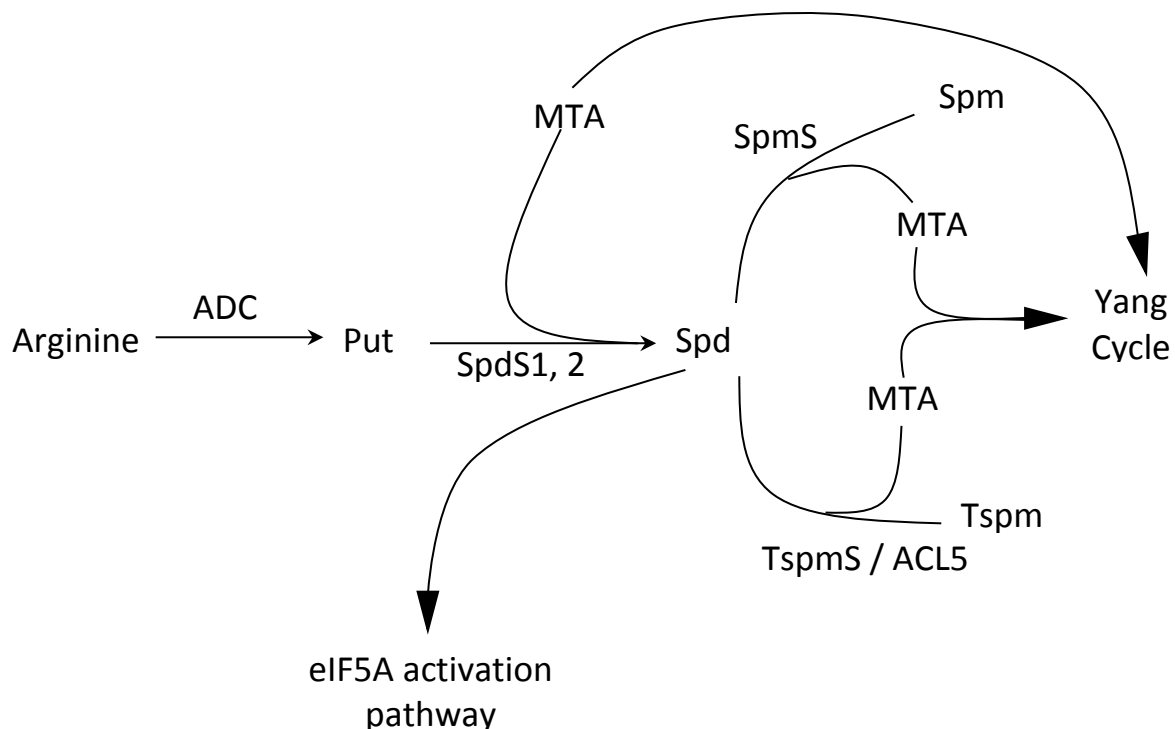 Spm
MTA
SpmS
MTA
ADC
Yang
Cycle
Arginine
Put
Spd
SpdS1, 2
MTA
Tspm
TspmS / ACL5
eIF5A activation
pathway